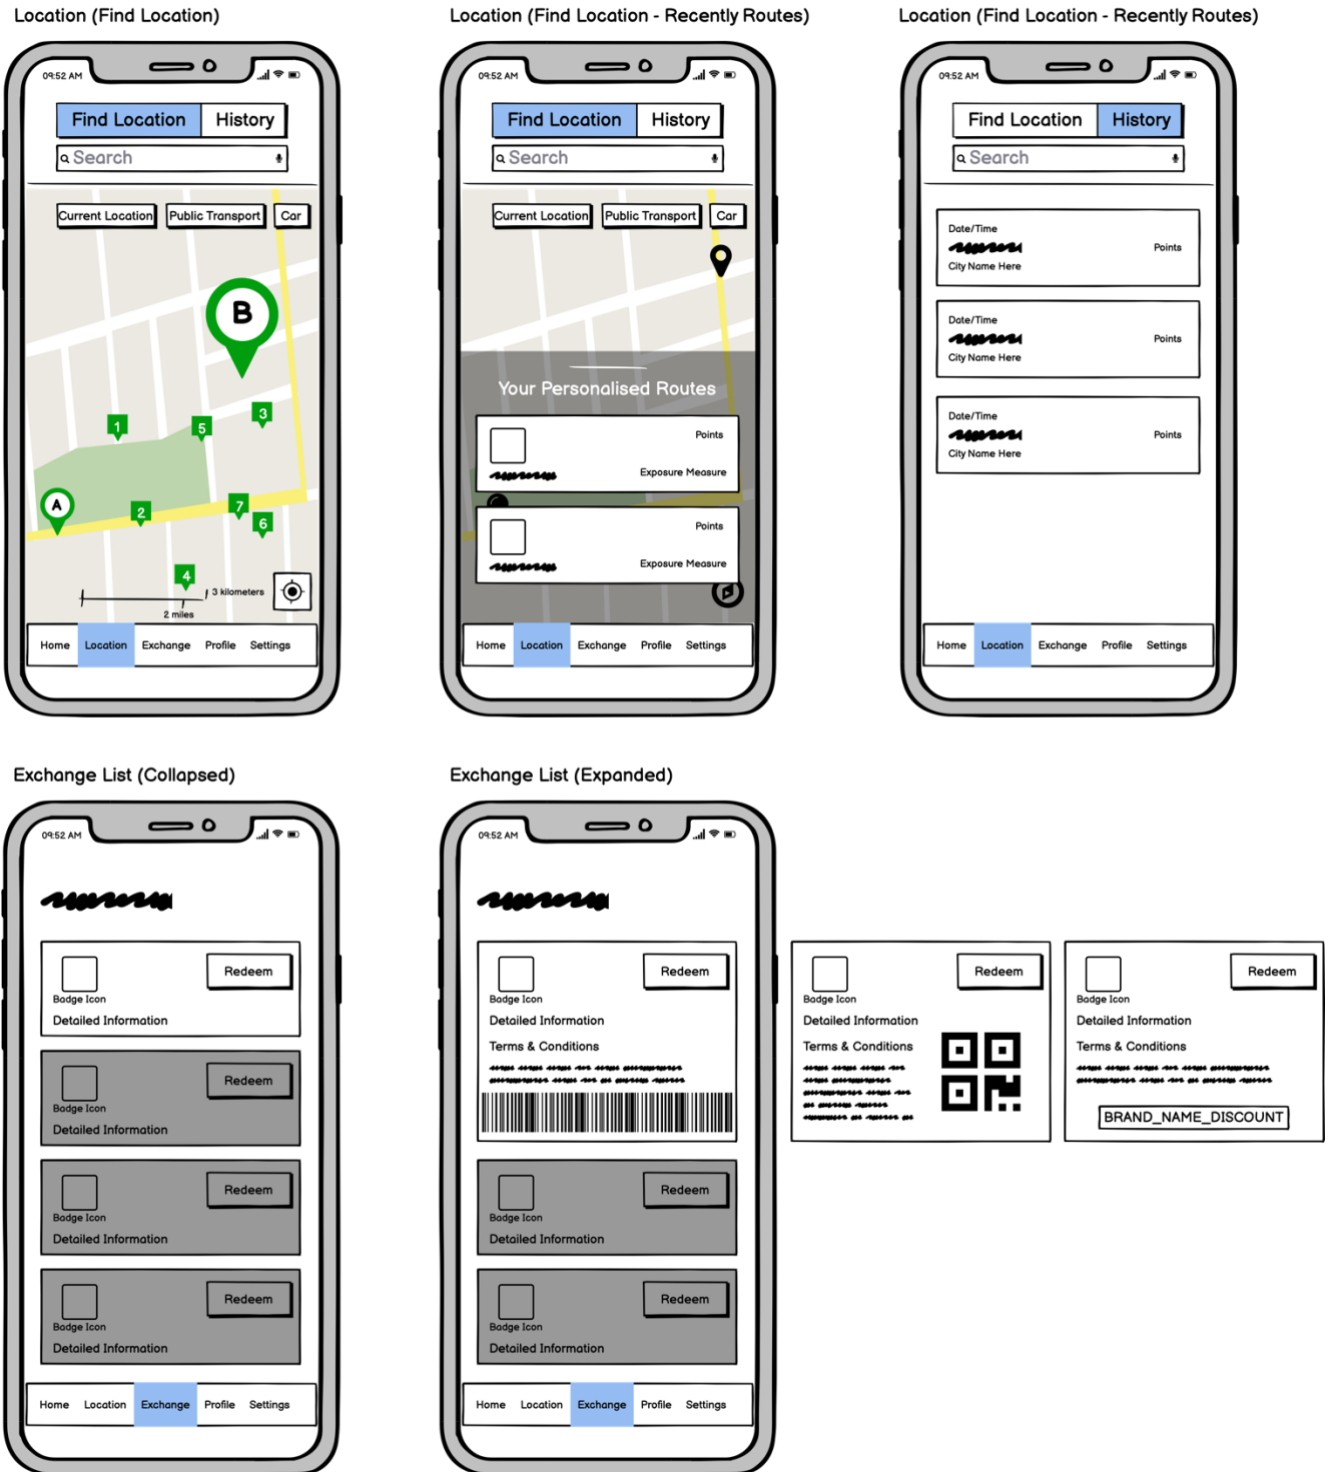 Location (Find Location)
09:52 AM
Find Location History
Search
Current Location Public Transport Car
B
1
5
3
A
2
7
6
4
3 kilometers
2 miles
Home Location Exchange Profile Settings
Location (Find Location - Recently Routes)
09:52 AM
Find Location History
Search
Current Location Public Transport Car
Your Personalised Routes
Points
Exposure Measure
Points
Exposure Measure
Home Location Exchange Profile Settings
Location (Find Location - Recently Routes)
09:52 AM
Find Location History
Search
Date/Time
Points
City Name Here
Date/Time
Points
City Name Here
Date/Time
Points
City Name Here
Home Location Exchange Profile Settings
Exchange List (Collapsed)
09:52 AM
Redeem
Badge Icon
Detailed Information
Redeem
Badge Icon
Detailed Information
Redeem
Badge Icon
Detailed Information
Redeem
Badge Icon
Detailed Information
Home Location Exchange Profile Settings
Exchange List (Expanded)
09:52 AM
Redeem
Badge Icon
Detailed Information
Terms & Conditions
Redeem
Badge Icon
Detailed Information
Redeem
Badge Icon
Detailed Information
Home Location Exchange Profile Settings
Redeem
Badge Icon
Detailed Information
Terms & Conditions
Redeem
Badge Icon
Detailed Information
Terms & Conditions
BRAND_NAME_DISCOUNT